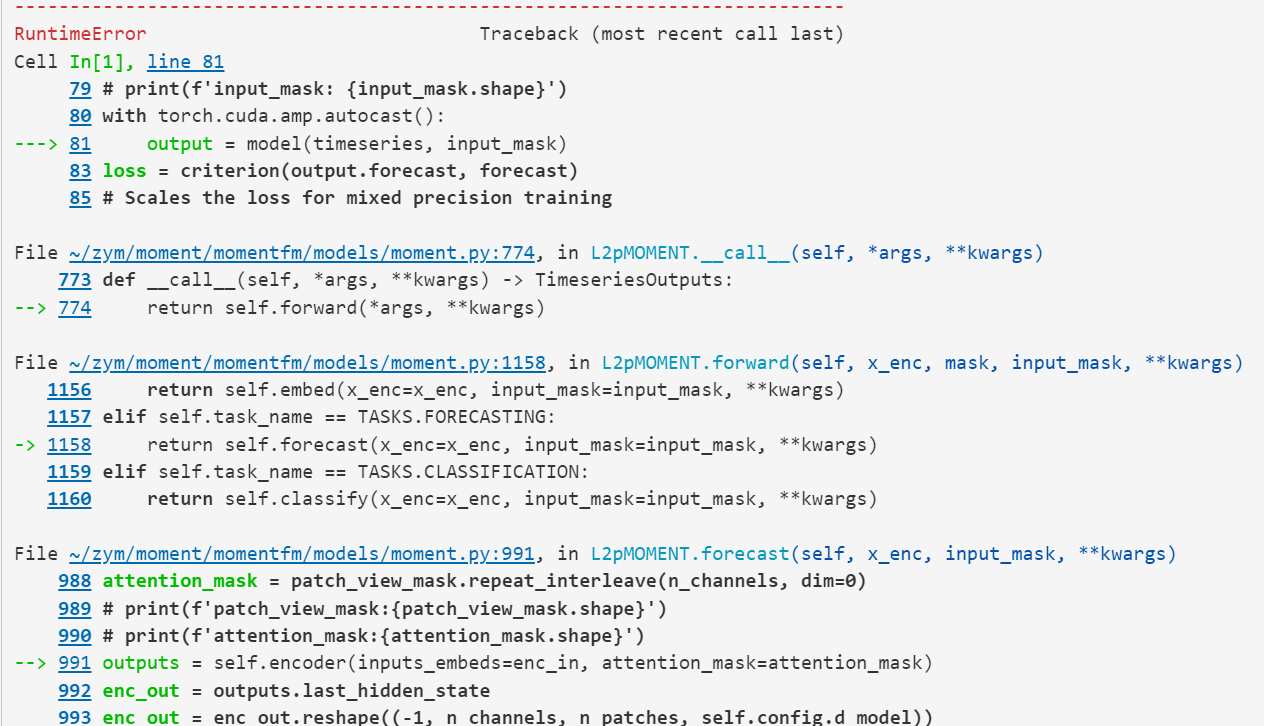 ---------------------------------------------------------------------------
RuntimeError                              Traceback (most recent call last)
Cell In[1], line 81
     79 # print(f'input_mask: {input_mask.shape}')
     80 with torch.cuda.amp.autocast():
---> 81     output = model(timeseries, input_mask)
     83 loss = criterion(output.forecast, forecast)
     85 # Scales the loss for mixed precision training

File ~/zym/moment/momentfm/models/moment.py:774, in L2pMOMENT.__call__(self, *args, **kwargs)
    773 def __call__(self, *args, **kwargs) -> TimeseriesOutputs:
--> 774     return self.forward(*args, **kwargs)

File ~/zym/moment/momentfm/models/moment.py:1158, in L2pMOMENT.forward(self, x_enc, mask, input_mask, **kwargs)
   1156     return self.embed(x_enc=x_enc, input_mask=input_mask, **kwargs)
   1157 elif self.task_name == TASKS.FORECASTING:
-> 1158     return self.forecast(x_enc=x_enc, input_mask=input_mask, **kwargs)
   1159 elif self.task_name == TASKS.CLASSIFICATION:
   1160     return self.classify(x_enc=x_enc, input_mask=input_mask, **kwargs)

File ~/zym/moment/momentfm/models/moment.py:991, in L2pMOMENT.forecast(self, x_enc, input_mask, **kwargs)
    988 attention_mask = patch_view_mask.repeat_interleave(n_channels, dim=0)
    989 # print(f'patch_view_mask:{patch_view_mask.shape}')
    990 # print(f'attention_mask:{attention_mask.shape}')
--> 991 outputs = self.encoder(inputs_embeds=enc_in, attention_mask=attention_mask)
    992 enc_out = outputs.last_hidden_state
    993 enc_out = enc_out.reshape((-1, n_channels, n_patches, self.config.d_model))